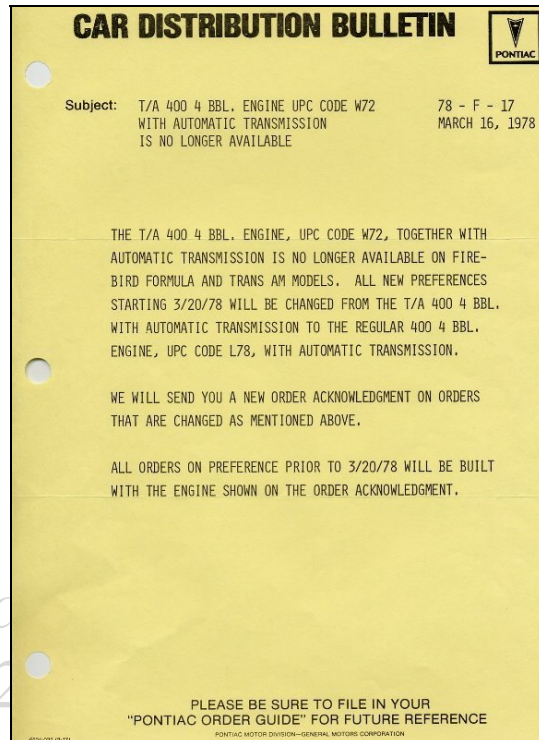 CAR DISTRIBUTION BULLETIN
PONTIAC
Subject: T/A 400 4 BBL. ENGINE UPC CODE W72 78 - F - 17
WITH AUTOMATIC TRANSMISSION MARCH 16, 1978
IS NO LONGER AVAILABLE
THE T/A 400 4 BBL. ENGINE, UPC CODE W72, TOGETHER WITH
AUTOMATIC TRANSMISSION IS NO LONGER AVAILABLE ON FIRE-
BIRD FORMULA AND TRANS AM MODELS. ALL NEW PREFERENCES
STARTING 3/20/78 WILL BE CHANGED FROM THE T/A 400 4 BBL.
WITH AUTOMATIC TRANSMISSION TO THE REGULAR 400 4 BBL.
ENGINE, UPC CODE L78, WITH AUTOMATIC TRANSMISSION.
WE WILL SEND YOU A NEW ORDER ACKNOWLEDGMENT ON ORDERS
THAT ARE CHANGED AS MENTIONED ABOVE.
ALL ORDERS ON PREFERENCE PRIOR TO 3/20/78 WILL BE BUILT
WITH THE ENGINE SHOWN ON THE ORDER ACKNOWLEDGMENT.
PLEASE BE SURE TO FILE IN YOUR
"PONTIAC ORDER GUIDE" FOR FUTURE REFERENCE
PONTIAC MOTOR DIVISION—GENERAL MOTORS CORPORATION